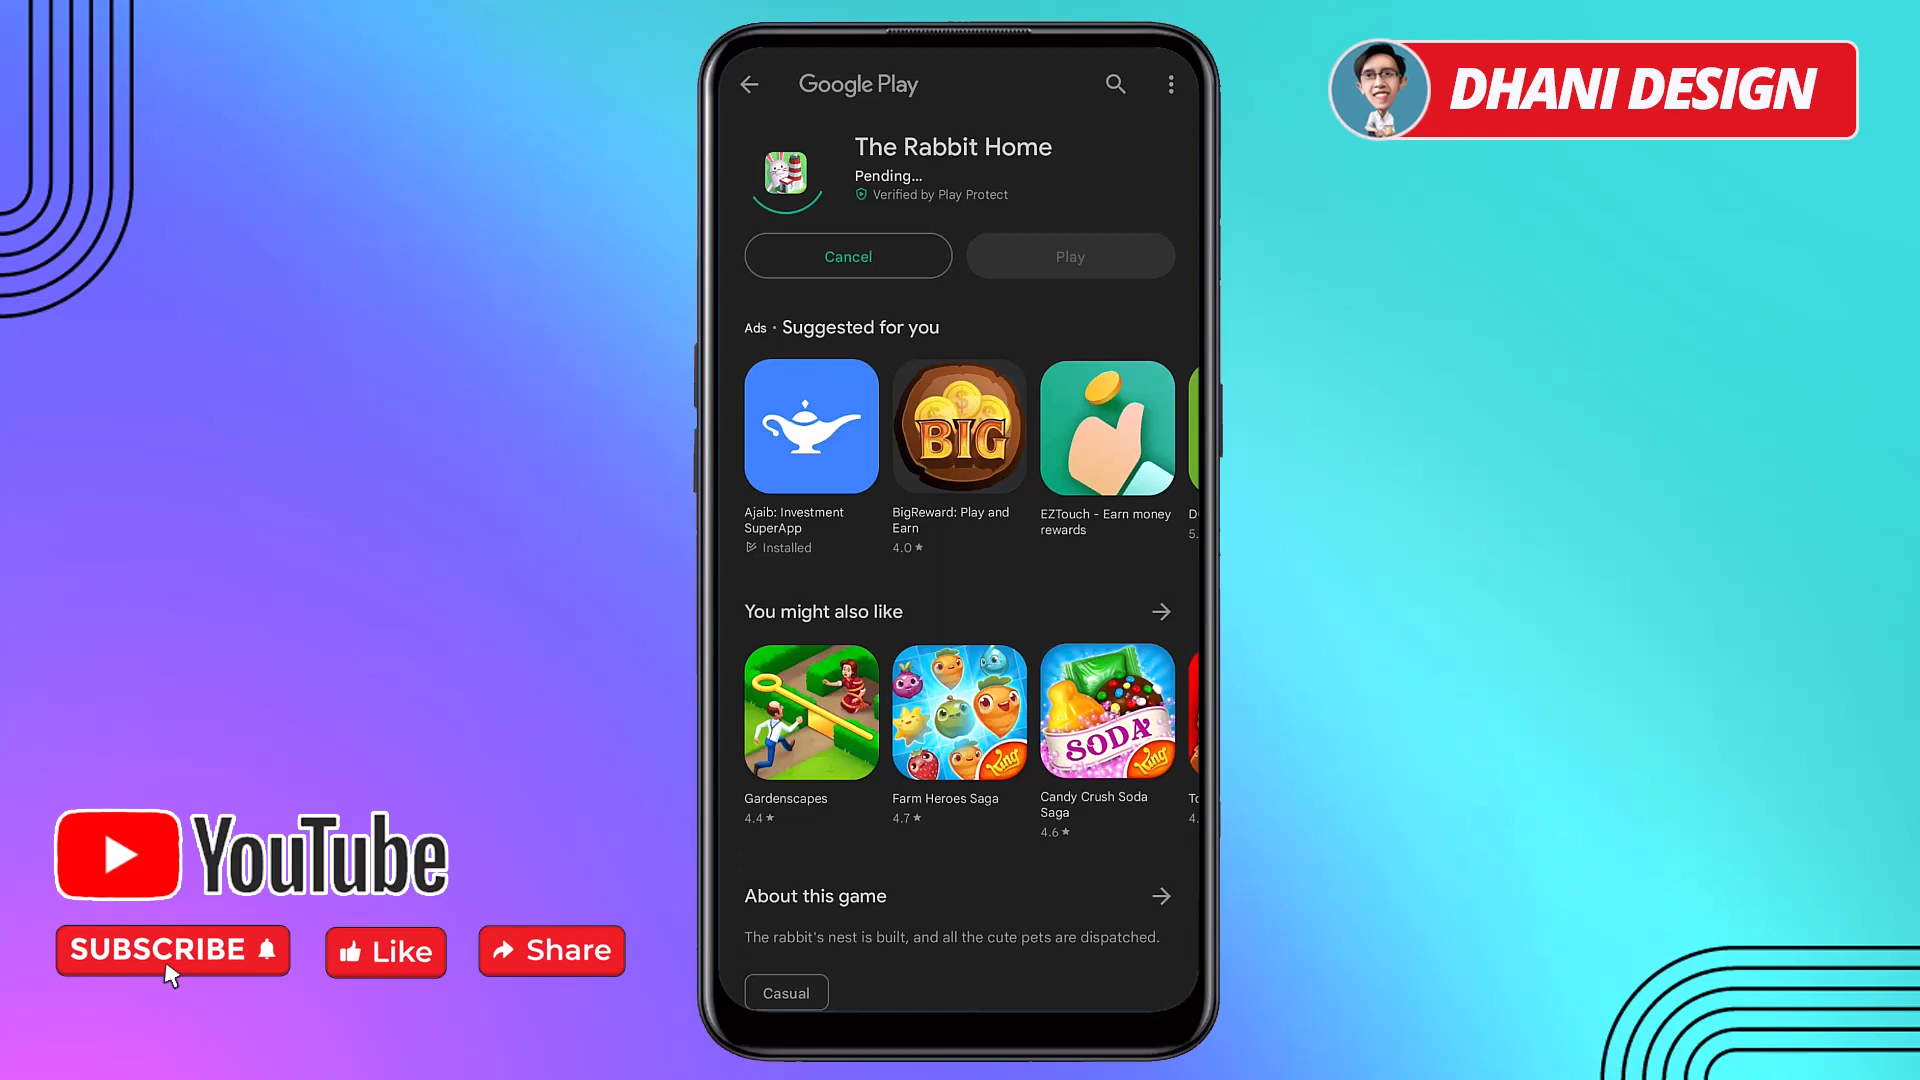 Google Play
The Rabbit Home
Pending...
Verified by Play Protect
Cancel
Play
Ads • Suggested for you
BIG
Ajaib: Investment
SuperApp
Installed
BigReward: Play and
Earn
4.0★
EZTouch - Earn money
rewards
5.
You might also like
King
SODA
King
Gardenscapes
4.4★
Farm Heroes Saga
4.7★
Candy Crush Soda
Saga
4.6★
4.
About this game
The rabbit's nest is built, and all the cute pets are dispatched.
Casual
DHANI DESIGN
YouTube
SUBSCRIBE
Like
Share